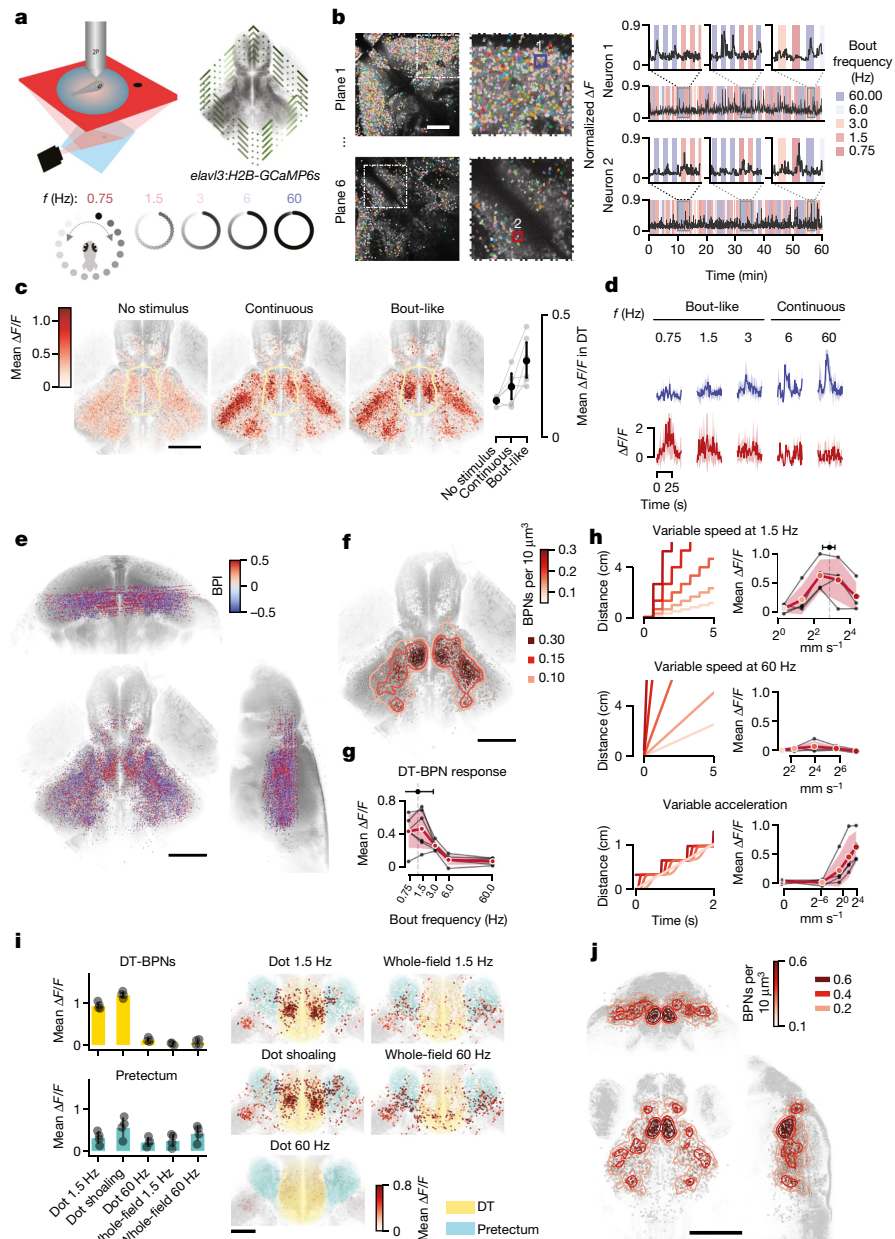 a
2P
elavl3:H2B-GCaMP6s
f (Hz): 0.75 1.5 3 6 60
b
Plane 1
...
Plane 6
1
2
Normalized ΔF
Neuron 1
Neuron 2
0.9
0
0.9
0
0.9
0
0.9
0
0 10 20 30 40 50 60
Time (min)
Bout frequency (Hz)
60.00
6.0
3.0
1.5
0.75
c
Mean ΔF/F
1.0
0.5
0
No stimulus
Continuous
Bout-like
0.5
0
Mean ΔF/F in DT
No stimulus
Continuous
Bout-like
d
f (Hz) Bout-like Continuous
0.75 1.5 3 6 60
ΔF/F
2
0
0 25
Time (s)
e
BPI
0.5
0
−0.5
f
BPNs per 10 μm³
0.3
0.2
0.1
0
0.30
0.15
0.10
g
DT-BPN response
Mean ΔF/F
0.8
0.4
0
0.75
1.5
3.0
6.0
60.0
Bout frequency (Hz)
h
Variable speed at 1.5 Hz
Distance (cm)
4
0
0 5
Mean ΔF/F
1.0
0.5
0
2⁰ 2² 2⁴
mm s⁻¹
Variable speed at 60 Hz
Distance (cm)
4
0
0 5
Mean ΔF/F
1.0
0.5
0
2² 2⁴ 2⁶
mm s⁻¹
Variable acceleration
Distance (cm)
1
0
0 2
Time (s)
Mean ΔF/F
1.0
0.5
0
0 2⁻⁶ 2⁰ 2⁴
mm s⁻¹
i
DT-BPNs
Mean ΔF/F
1
0
Pretectum
Mean ΔF/F
1
0
Dot 1.5 Hz
Dot shoaling
Dot 60 Hz
Whole-field 60 Hz
Dot 1.5 Hz
Whole-field 1.5 Hz
Dot shoaling
Whole-field 60 Hz
Dot 60 Hz
0.8
0
Mean ΔF/F
DT
Pretectum
j
BPNs per 10 μm³
0.6
0.1
0.6
0.4
0.2